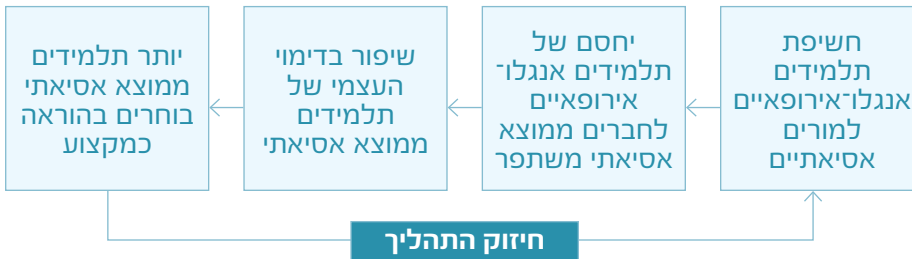 חשיפת
תלמידים
אנגלו־אירופאיים
למורים
אסיאתיים
יחסם של
תלמידים אנגלו־
אירופאיים
לחברים ממוצא
אסיאתי משתפר
שיפור בדימוי
העצמי של
תלמידים
ממוצא אסיאתי
יותר תלמידים
ממוצא אסיאתי
בוחרים בהוראה
כמקצוע
חיזוק התהליך